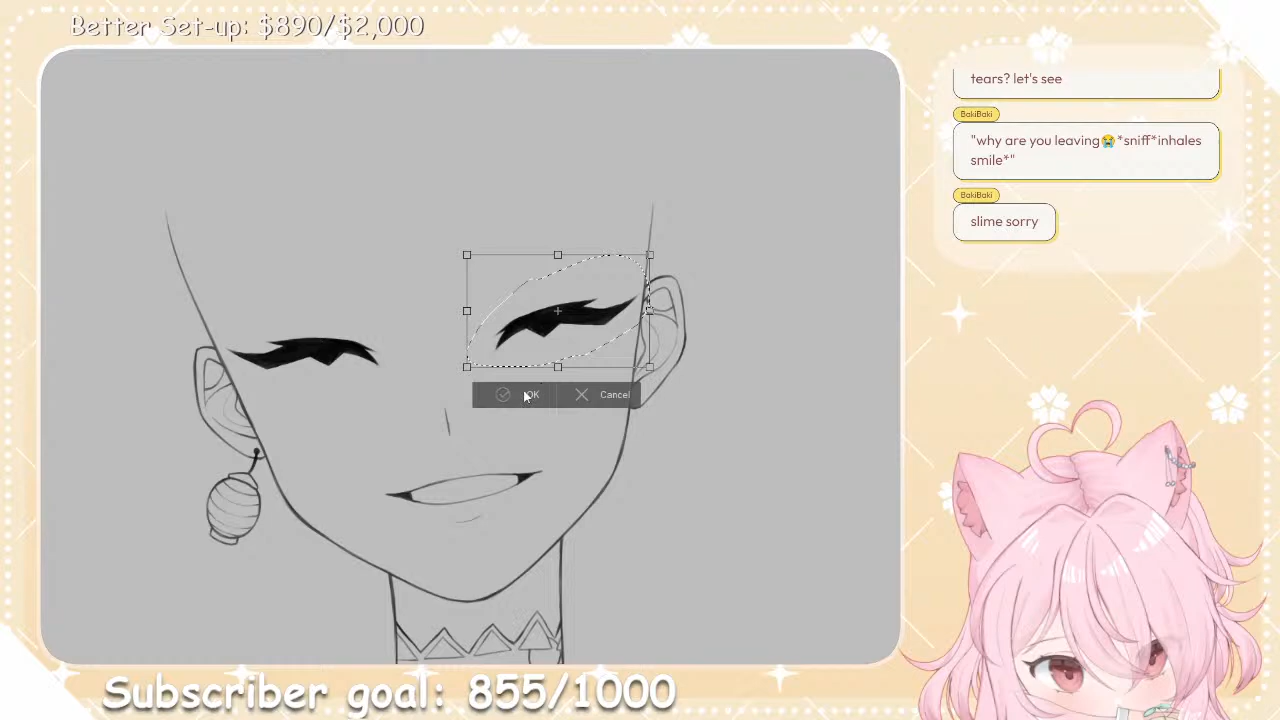 Better Set-up: $890/$2,000
tears? let's see
BakiBaki
"why are you leaving😭*sniff*inhales
smile*"
BakiBaki
slime sorry
OK Cancel
Subscriber goal: 855/1000